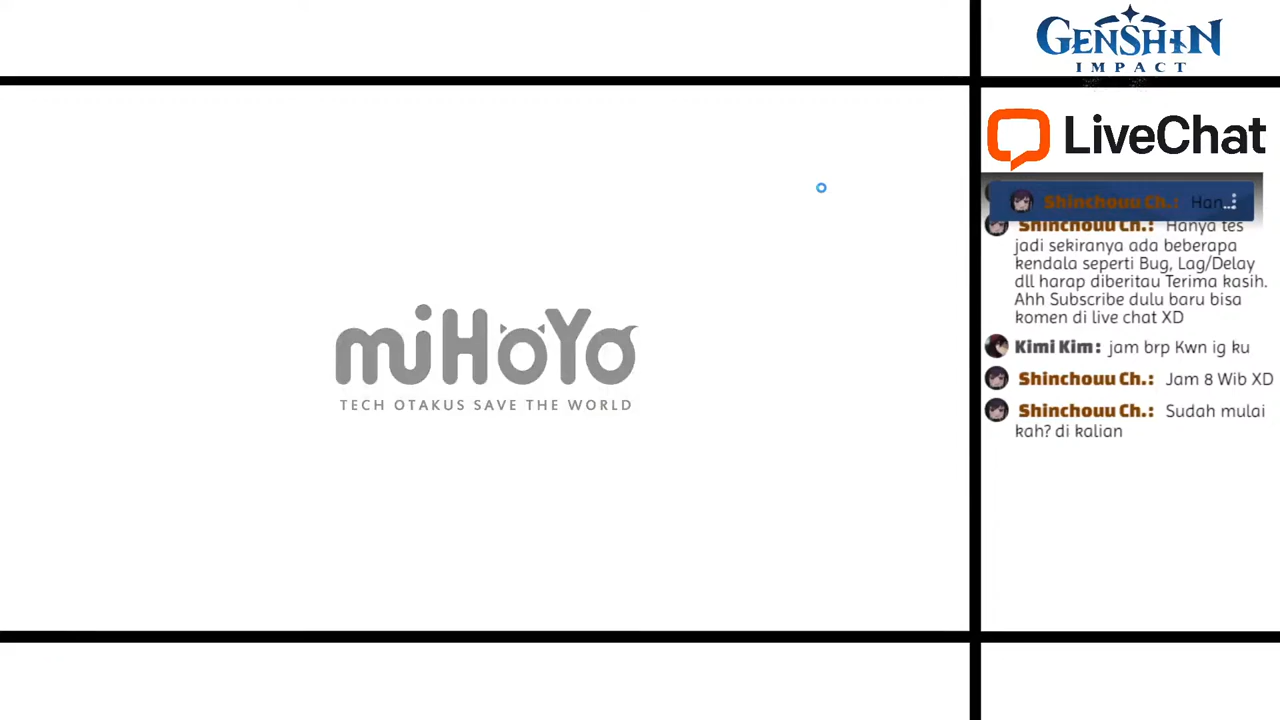 GENSHIN
IMPACT
LiveChat
Shinchouu Ch.: Han...
Shinchouu Ch.: Hanya tes
jadi sekiranya ada beberapa
kendala seperti Bug, Lag/Delay
dll harap diberitau Terima kasih.
Ahh Subscribe dulu baru bisa
komen di live chat XD
Kimi Kim: jam brp Kwn ig ku
Shinchouu Ch.: Jam 8 Wib XD
Shinchouu Ch.: Sudah mulai
kah? di kalian
miHoYo
TECH OTAKUS SAVE THE WORLD